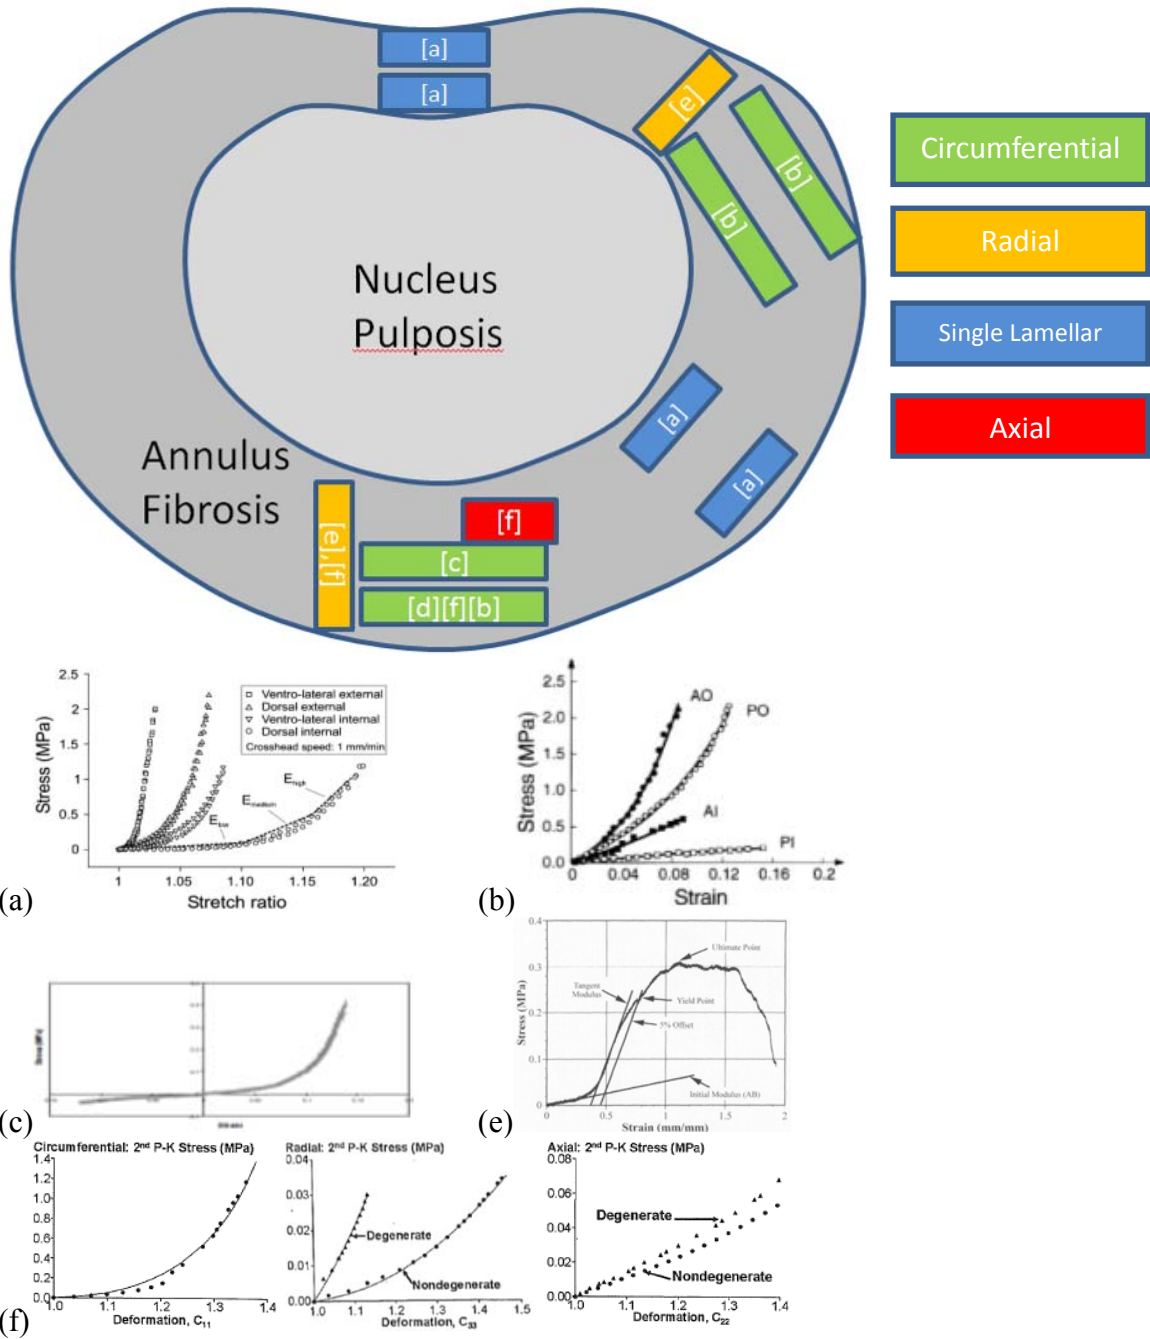 [a]
[a]
[e]
[b]
[b]
Circumferential
Radial
Single Lamellar
Axial
Nucleus
Pulposis
[a]
[a]
Annulus
Fibrosis
[e],[f]
[f]
[c]
[d][f][b]
2.5
2
1.5
1
0.5
0
Stress (MPa)
Ventro-lateral external
Dorsal external
Ventro-lateral internal
Dorsal internal
Crosshead speed: 1 mm/min
E high
E medium
E low
1 1.05 1.10 1.15 1.20
Stretch ratio
(a)
2.5
2.0
1.5
1.0
0.5
0.0
Stress (MPa)
AO
PO
AI
PI
0.04 0.08 0.12 0.16 0.2
Strain
(b)
(c)
0.4
0.3
0.2
0.1
0
Stress (MPa)
Ultimate Point
Tangent
Modulus
Yield Point
5% Offset
Initial Modulus (AB)
0 0.5 1 1.5 2
Strain (mm/mm)
(e)
Circumferential: 2nd P-K Stress (MPa)
1.4
1.2
1.0
0.8
0.6
0.4
0.2
0.0
1.0 1.1 1.2 1.3 1.4
Deformation, C11
Radial: 2nd P-K Stress (MPa)
0.04
0.03
0.02
0.01
0.00
Degenerate
Nondegenerate
1.0 1.1 1.2 1.3 1.4 1.5
Deformation, C33
Axial: 2nd P-K Stress (MPa)
0.08
0.06
0.04
0.02
0.00
Degenerate
Nondegenerate
1.0 1.1 1.2 1.3 1.4
Deformation, C22
(f)